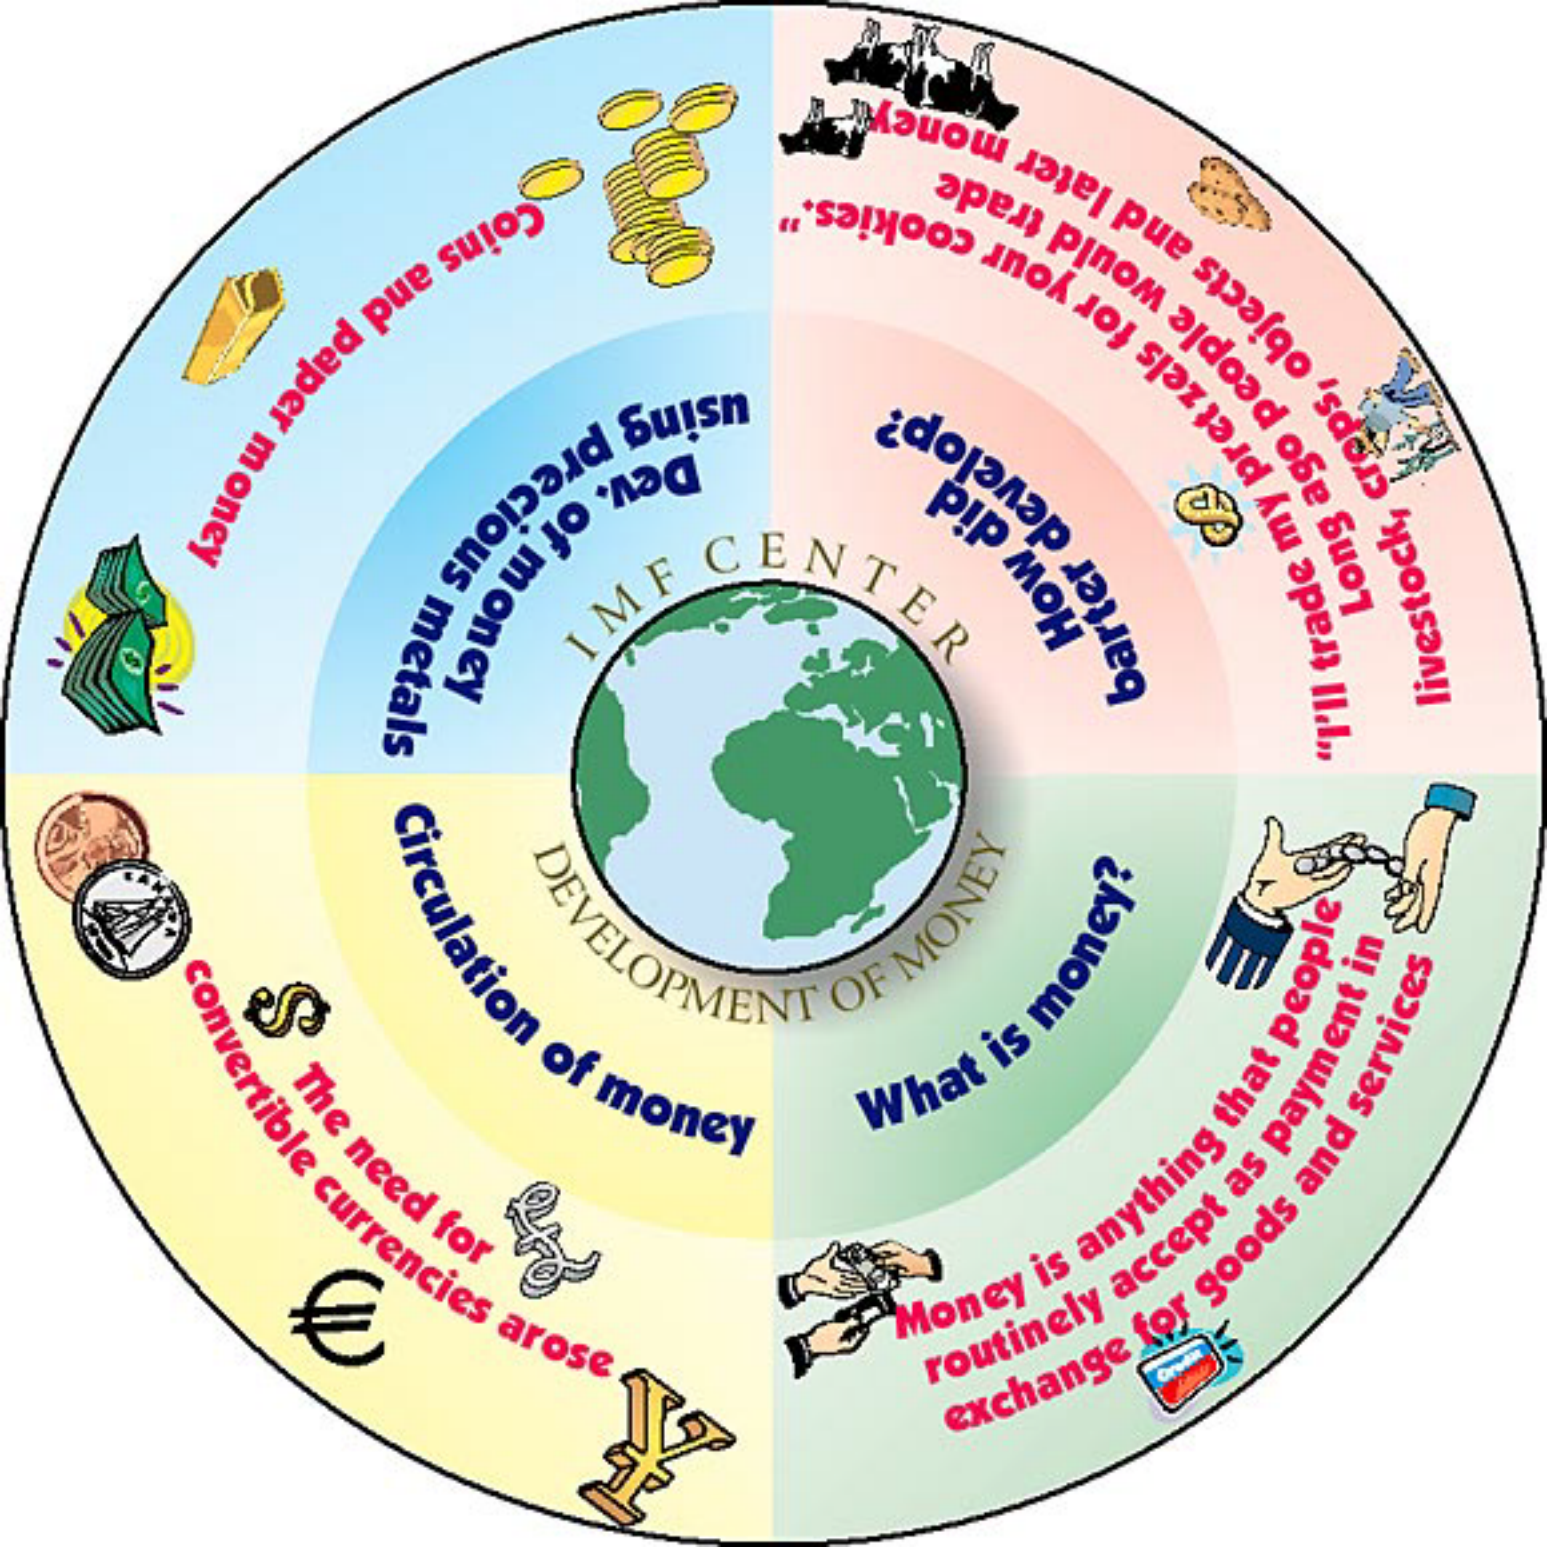 IMF CENTER
DEVELOPMENT OF MONEY
What is money?
Money is anything that people
routinely accept as payment in
exchange for goods and services
Credit
How did
barter develop?
"I'll trade my pretzels for your cookies."
Long ago people would trade
livestock, crops, objects and later money
Dev. of money
using precious metals
Coins and paper money
$
Circulation of money
The need for
convertible currencies arose
$
£
€
¥